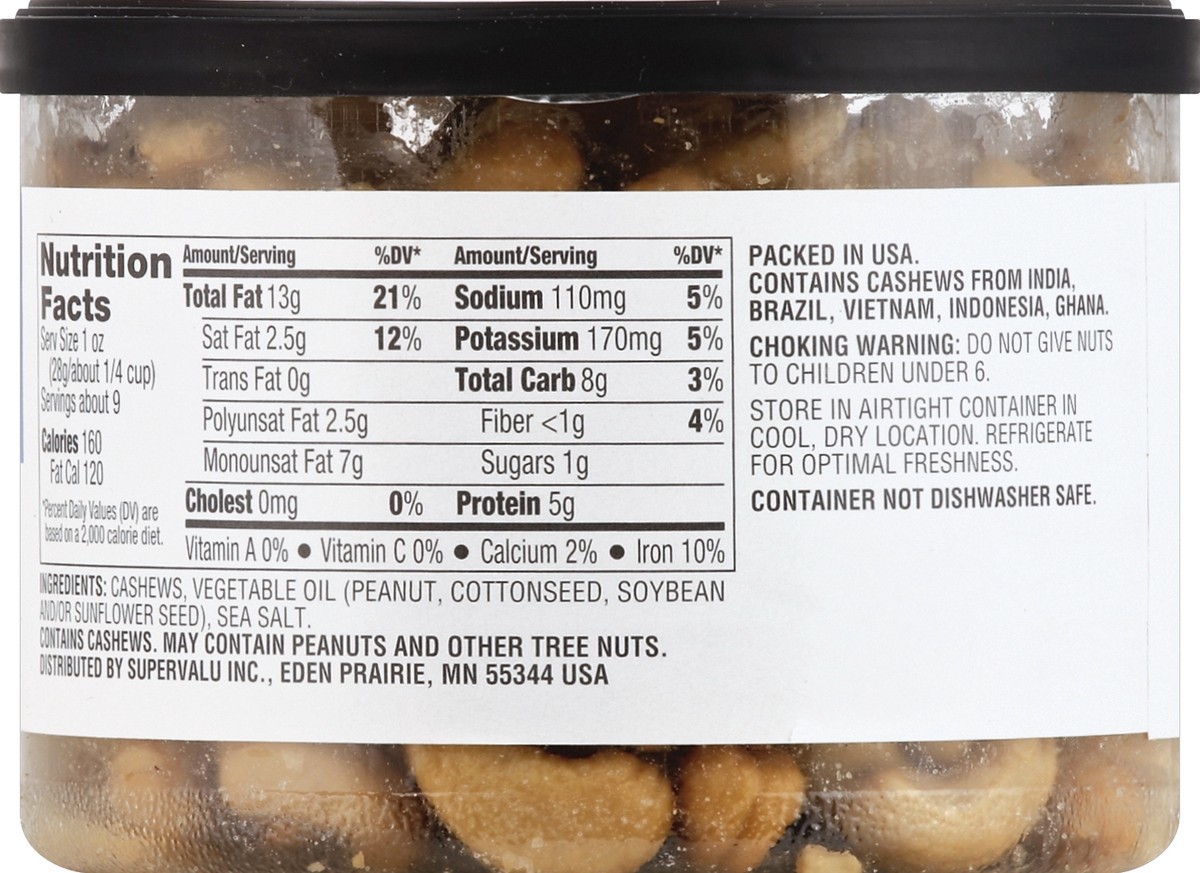 Nutrition
Facts
Serv Size 1 oz
(28g/about 1/4 cup)
Servings about 9
Calories 160
Fat Cal 120
*Percent Daily Values (DV) are
based on a 2,000 calorie diet.
Amount/Serving %DV* Amount/Serving %DV*
Total Fat 13g 21% Sodium 110mg 5%
Sat Fat 2.5g 12% Potassium 170mg 5%
Trans Fat 0g Total Carb 8g 3%
Polyunsat Fat 2.5g Fiber <1g 4%
Monounsat Fat 7g Sugars 1g
Cholest 0mg 0% Protein 5g
Vitamin A 0% ● Vitamin C 0% ● Calcium 2% ● Iron 10%
INGREDIENTS: CASHEWS, VEGETABLE OIL (PEANUT, COTTONSEED, SOYBEAN
AND/OR SUNFLOWER SEED), SEA SALT.
CONTAINS CASHEWS. MAY CONTAIN PEANUTS AND OTHER TREE NUTS.
DISTRIBUTED BY SUPERVALU INC., EDEN PRAIRIE, MN 55344 USA
PACKED IN USA.
CONTAINS CASHEWS FROM INDIA,
BRAZIL, VIETNAM, INDONESIA, GHANA.
CHOKING WARNING: DO NOT GIVE NUTS
TO CHILDREN UNDER 6.
STORE IN AIRTIGHT CONTAINER IN
COOL, DRY LOCATION. REFRIGERATE
FOR OPTIMAL FRESHNESS.
CONTAINER NOT DISHWASHER SAFE.